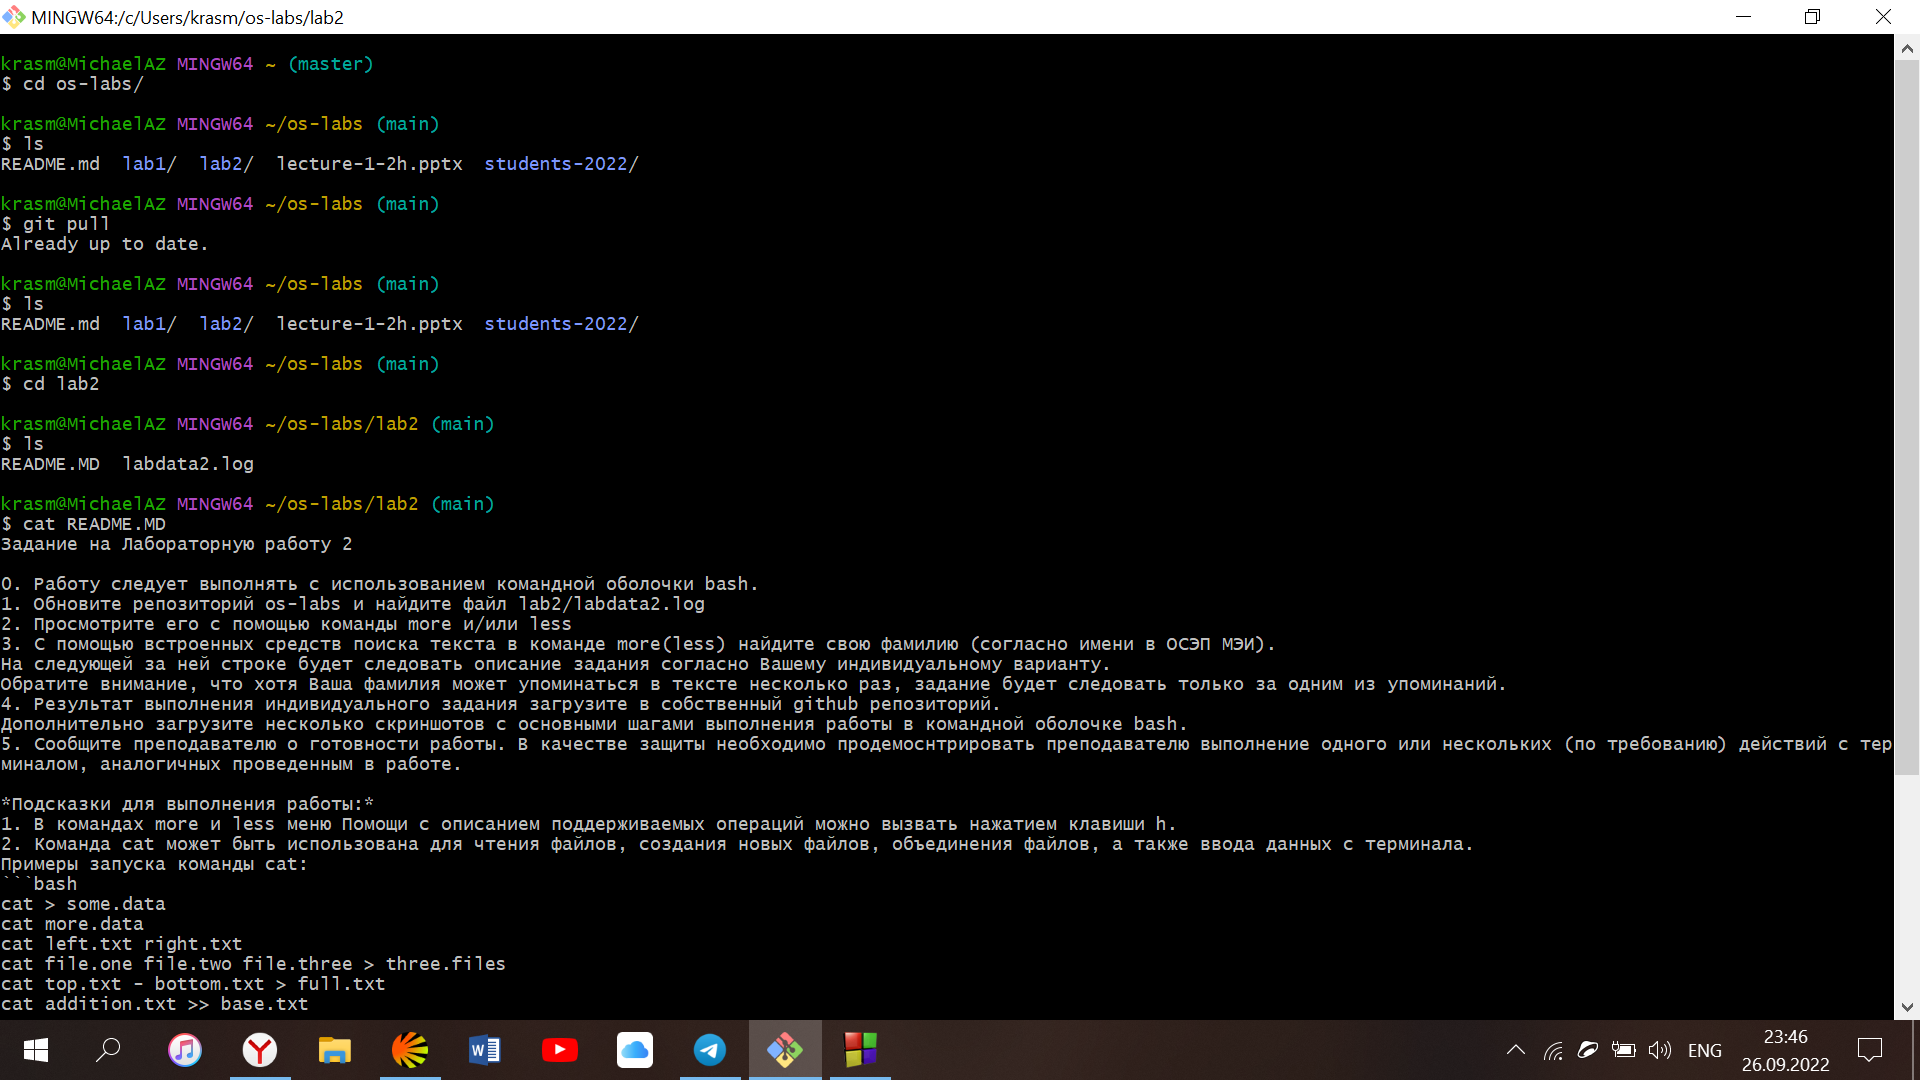 MINGW64:/c/Users/krasm/os-labs/lab2
krasm@MichaelAZ MINGW64 ~ (master)
$ cd os-labs/
krasm@MichaelAZ MINGW64 ~/os-labs (main)
$ ls
README.md  lab1/  lab2/  lecture-1-2h.pptx  students-2022/
krasm@MichaelAZ MINGW64 ~/os-labs (main)
$ git pull
Already up to date.
krasm@MichaelAZ MINGW64 ~/os-labs (main)
$ ls
README.md  lab1/  lab2/  lecture-1-2h.pptx  students-2022/
krasm@MichaelAZ MINGW64 ~/os-labs (main)
$ cd lab2
krasm@MichaelAZ MINGW64 ~/os-labs/lab2 (main)
$ ls
README.MD  labdata2.log
krasm@MichaelAZ MINGW64 ~/os-labs/lab2 (main)
$ cat README.MD
Задание на Лабораторную работу 2
0. Работу следует выполнять с использованием командной оболочки bash.
1. Обновите репозиторий os-labs и найдите файл lab2/labdata2.log
2. Просмотрите его с помощью команды more и/или less
3. С помощью встроенных средств поиска текста в команде more(less) найдите свою фамилию (согласно имени в ОСЭП МЭИ).
На следующей за ней строке будет следовать описание задания согласно Вашему индивидуальному варианту.
Обратите внимание, что хотя Ваша фамилия может упоминаться в тексте несколько раз, задание будет следовать только за одним из упоминаний.
4. Результат выполнения индивидуального задания загрузите в собственный github репозиторий.
Дополнительно загрузите несколько скриншотов с основными шагами выполнения работы в командной оболочке bash.
5. Сообщите преподавателю о готовности работы. В качестве защиты необходимо продемоснтрировать преподавателю выполнение одного или нескольких (по требованию) действий с тер
миналом, аналогичных проведенным в работе.
*Подсказки для выполнения работы:*
1. В командах more и less меню Помощи с описанием поддерживаемых операций можно вызвать нажатием клавиши h.
2. Команда cat может быть использована для чтения файлов, создания новых файлов, объединения файлов, а также ввода данных с терминала.
Примеры запуска команды cat:
```bash
cat > some.data
cat more.data
cat left.txt right.txt
cat file.one file.two file.three > three.files
cat top.txt - bottom.txt > full.txt
cat addition.txt >> base.txt
ENG
23:46
26.09.2022